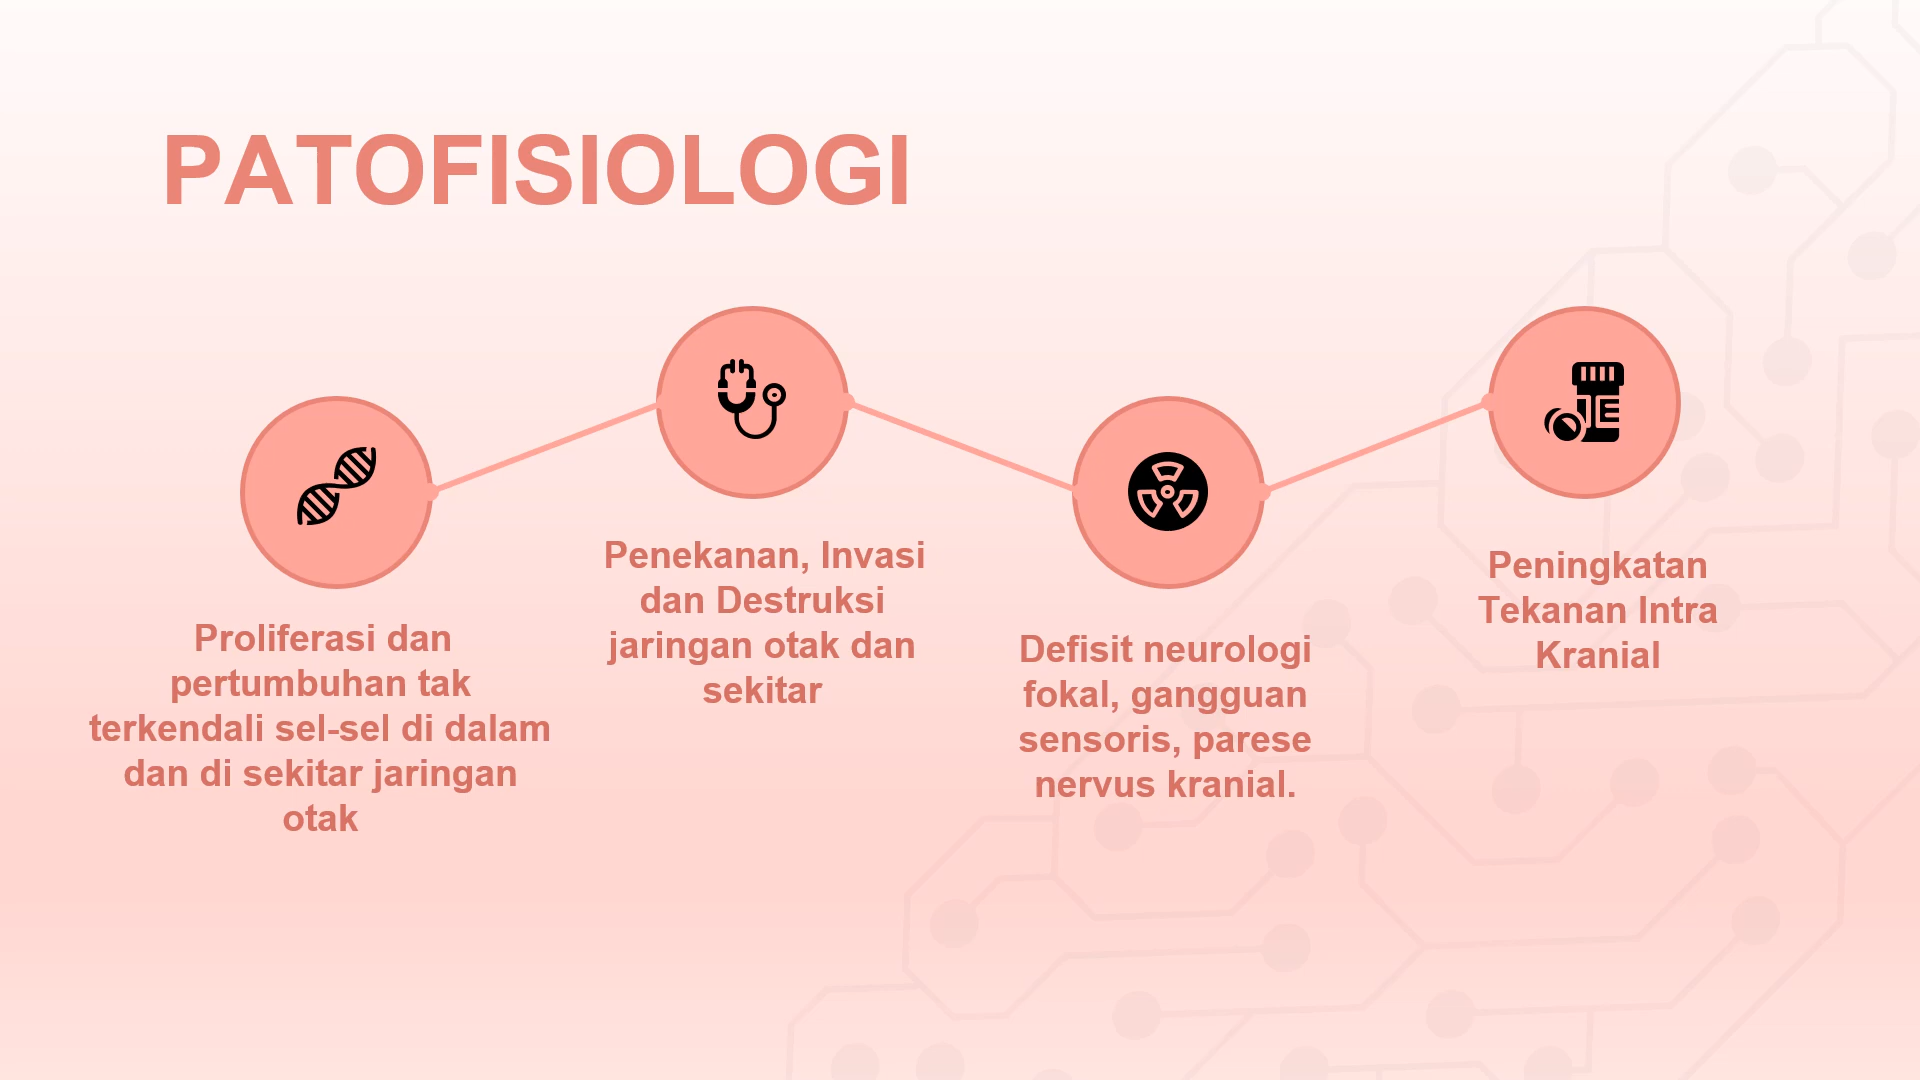 PATOFISIOLOGI
Proliferasi dan
pertumbuhan tak
terkendali sel-sel di dalam
dan di sekitar jaringan
otak
Penekanan, Invasi
dan Destruksi
jaringan otak dan
sekitar
Defisit neurologi
fokal, gangguan
sensoris, parese
nervus kranial.
Peningkatan
Tekanan Intra
Kranial